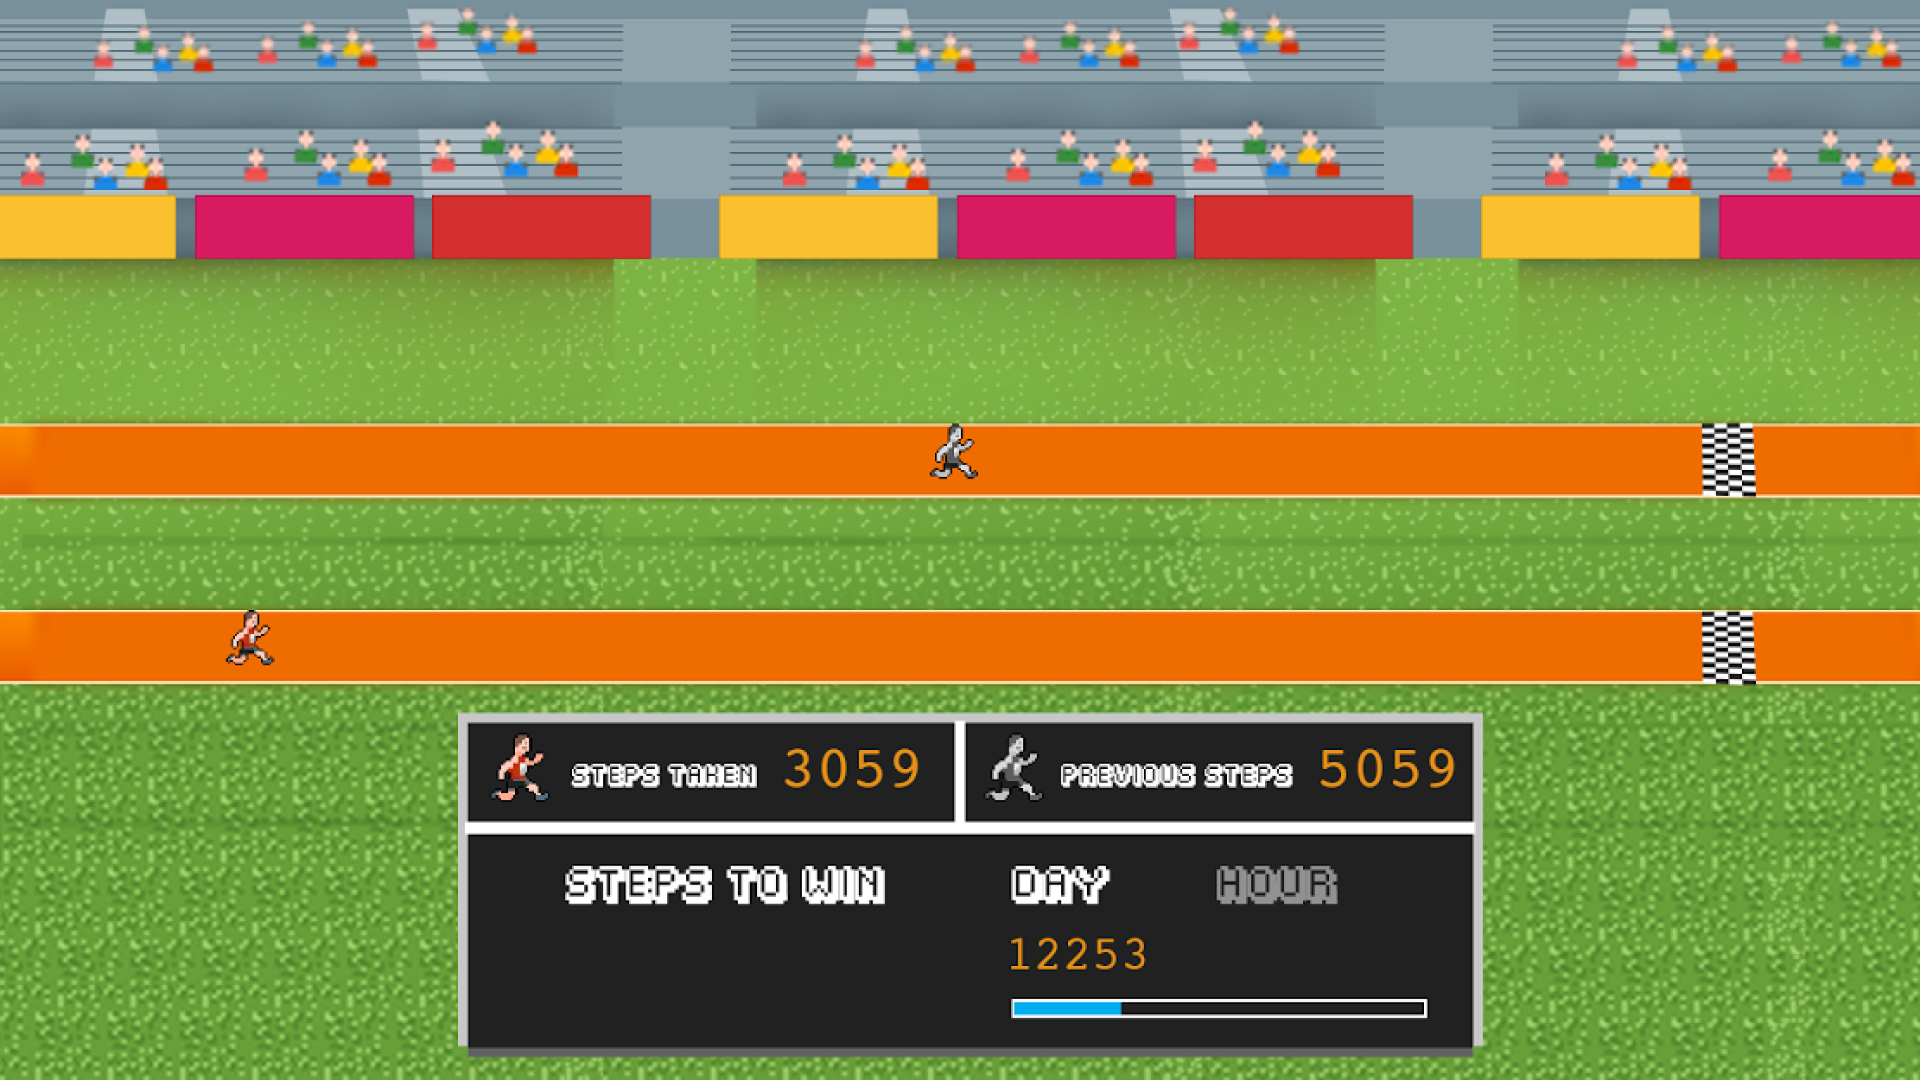 STEPS TAKEN 3059
PREVIOUS STEPS 5059
STEPS TO WIN DAY HOUR
12253